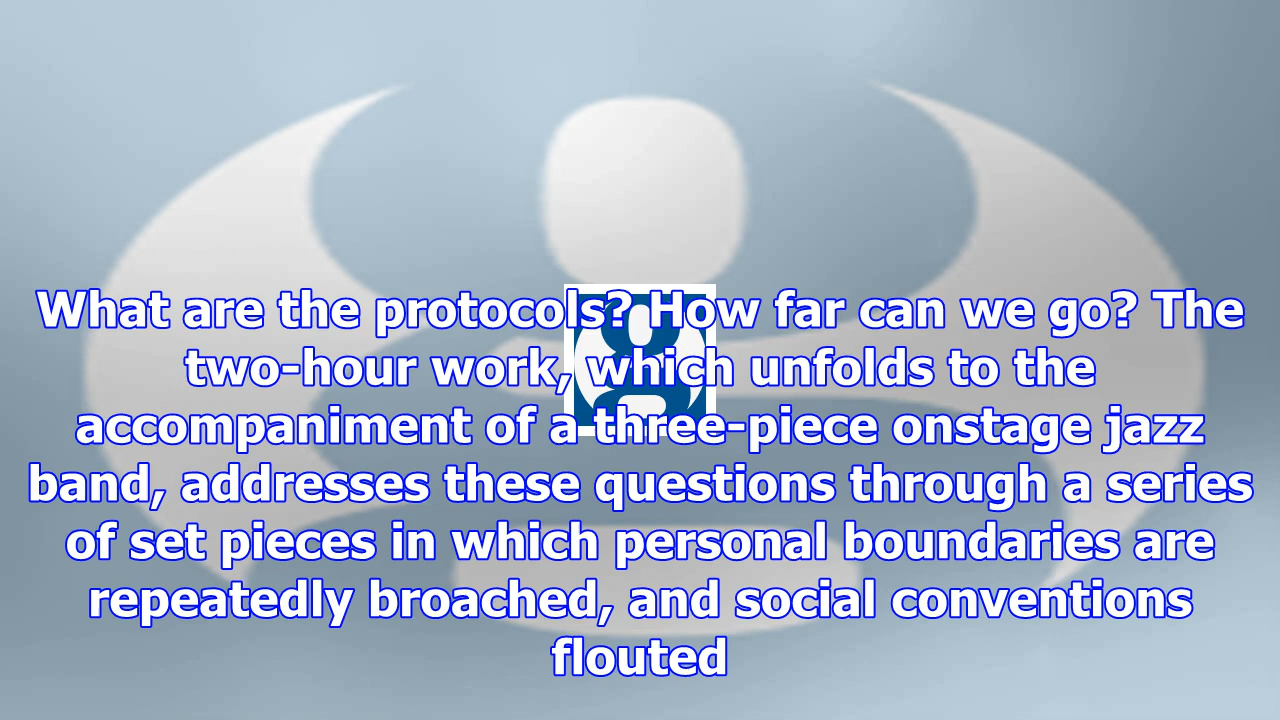 What are the protocols? How far can we go? The
two-hour work, which unfolds to the
accompaniment of a three-piece onstage jazz
band, addresses these questions through a series
of set pieces in which personal boundaries are
repeatedly broached, and social conventions
flouted